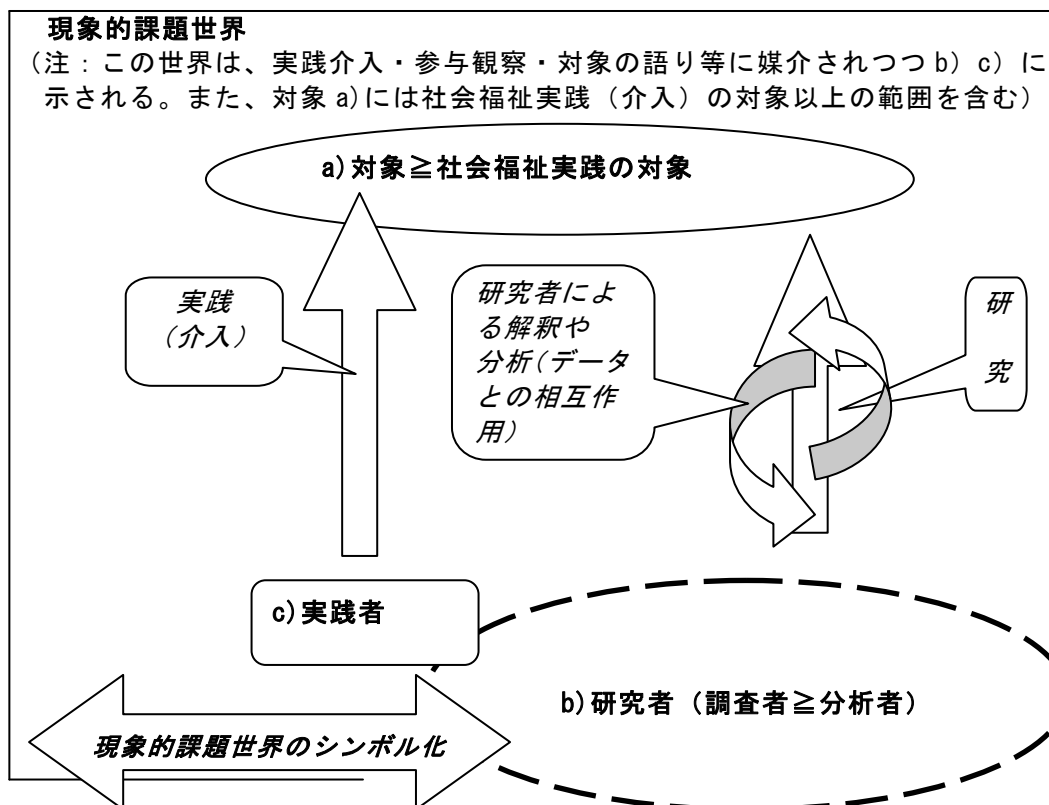 現象的課題世界
（注：この世界は、実践介入・参与観察・対象の語り等に媒介されつつ b）c）に
示される。また、対象 a)には社会福祉実践（介入）の対象以上の範囲を含む）
a)対象≧社会福祉実践の対象
実践
（介入）
研究者によ
る解釈や
分析(データ
との相互作
用）
研
究
c)実践者
b)研究者（調査者≧分析者）
現象的課題世界のシンボル化